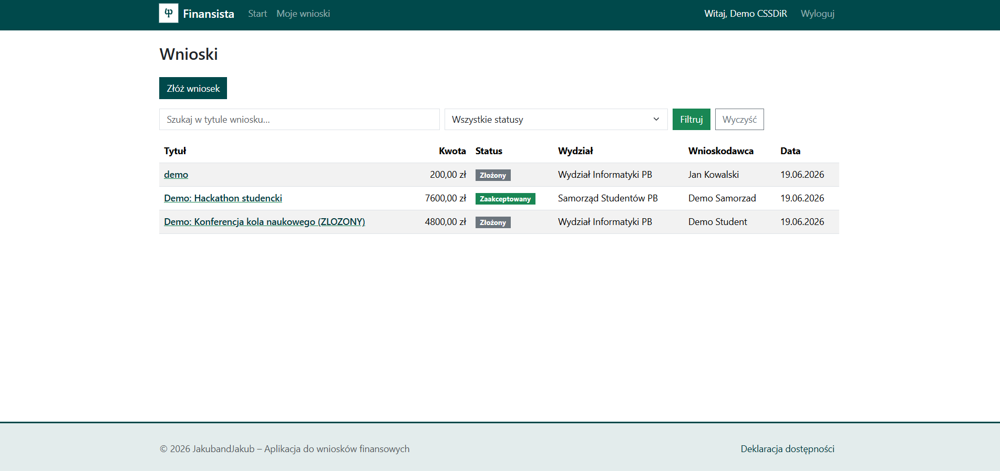 Finansista Start Moje wnioski Witaj, Demo CSSDiR Wyloguj
Wnioski
Złóż wniosek
Szukaj w tytule wniosku... Wszystkie statusy Filtruj Wyczyść
Tytuł Kwota Status Wydział Wnioskodawca Data
demo 200,00 zł Złożony Wydział Informatyki PB Jan Kowalski 19.06.2026
Demo: Hackathon studencki 7600,00 zł Zaakceptowany Samorząd Studentów PB Demo Samorzad 19.06.2026
Demo: Konferencja kola naukowego (ZLOZONY) 4800,00 zł Złożony Wydział Informatyki PB Demo Student 19.06.2026
© 2026 JakubandJakub – Aplikacja do wniosków finansowych Deklaracja dostępności